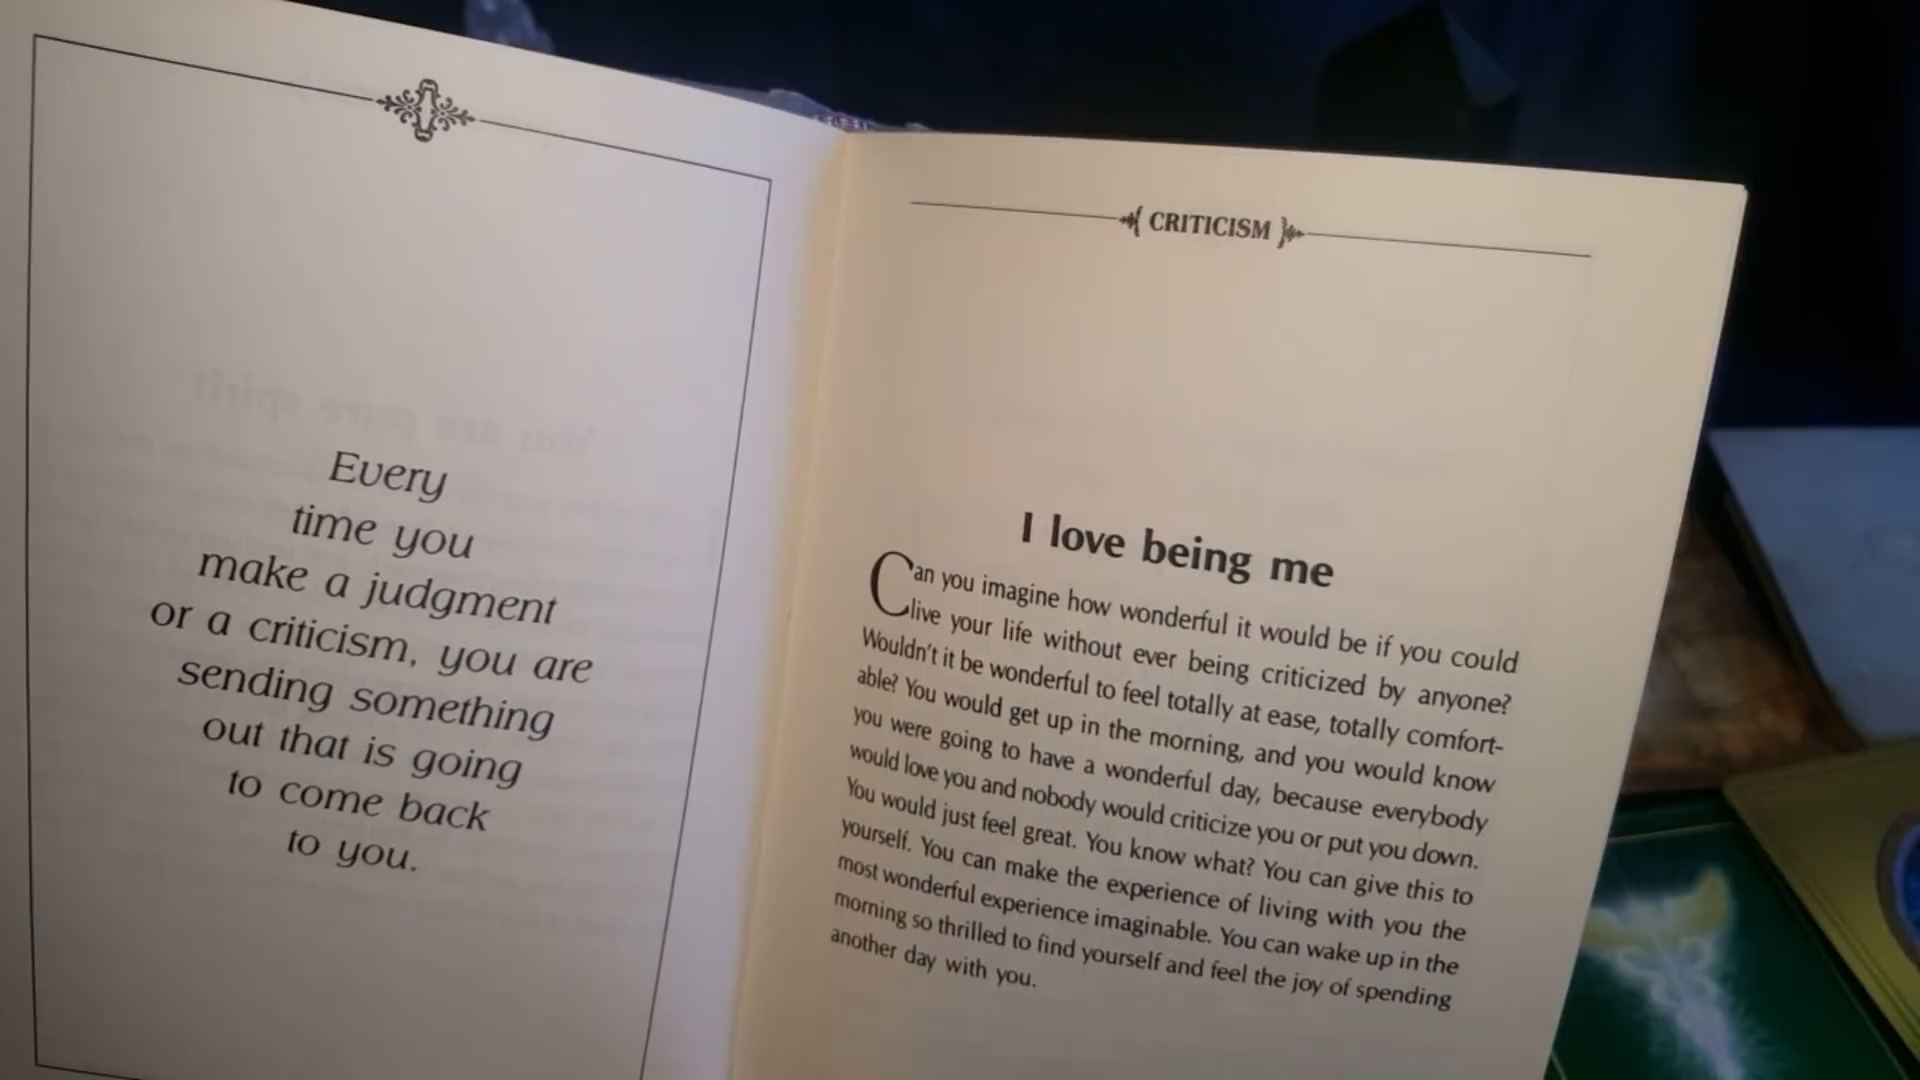 Every
time you
make a judgment
or a criticism, you are
sending something
out that is going
to come back
to you.
CRITICISM
I love being me
Can you imagine how wonderful it would be if you could
live your life without ever being criticized by anyone?
Wouldn't it be wonderful to feel totally at ease, totally comfort-
able? You would get up in the morning, and you would know
you were going to have a wonderful day, because everybody
would love you and nobody would criticize you or put you down.
You would just feel great. You know what? You can give this to
yourself. You can make the experience of living with you the
most wonderful experience imaginable. You can wake up in the
morning so thrilled to find yourself and feel the joy of spending
another day with you.